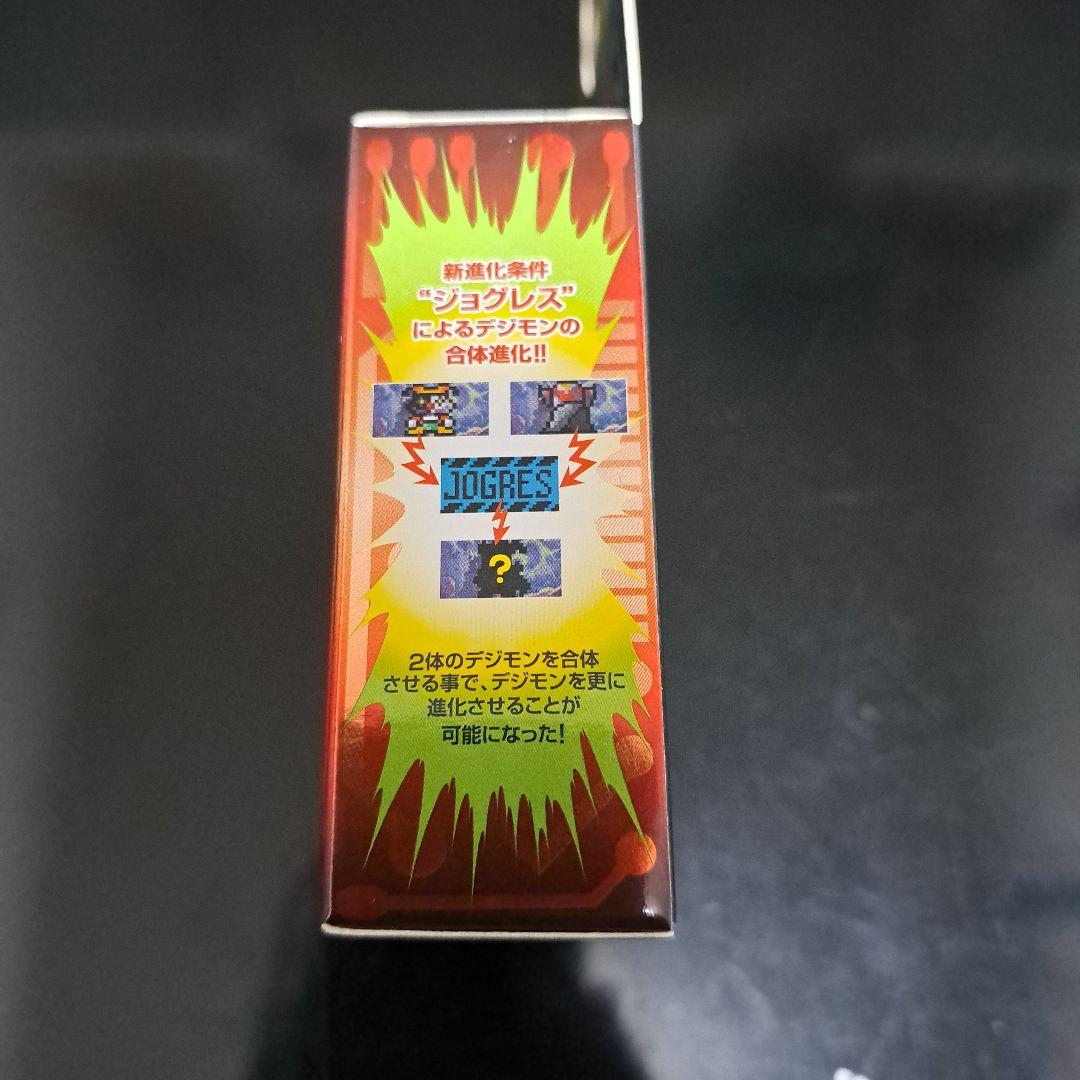 新進化条件
“ジョグレス”
によるデジモンの
合体進化!!
JOGRES
?
2体のデジモンを合体
させる事で、デジモンを更に
進化させることが
可能になった!